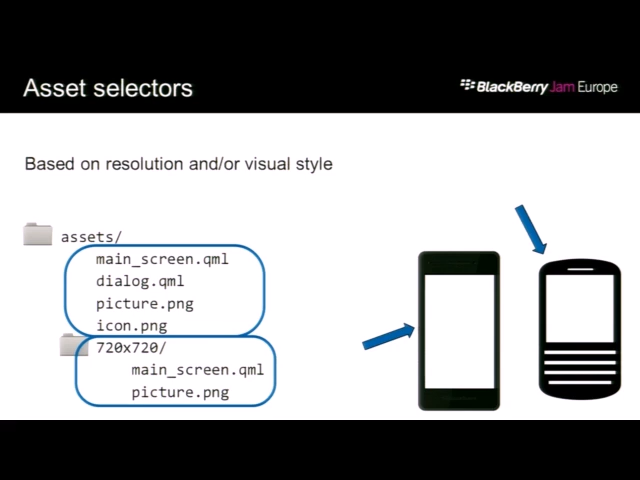 Asset selectors
BlackBerry Jam Europe
Based on resolution and/or visual style
assets/
main_screen.qml
dialog.qml
picture.png
icon.png
720x720/
main_screen.qml
picture.png